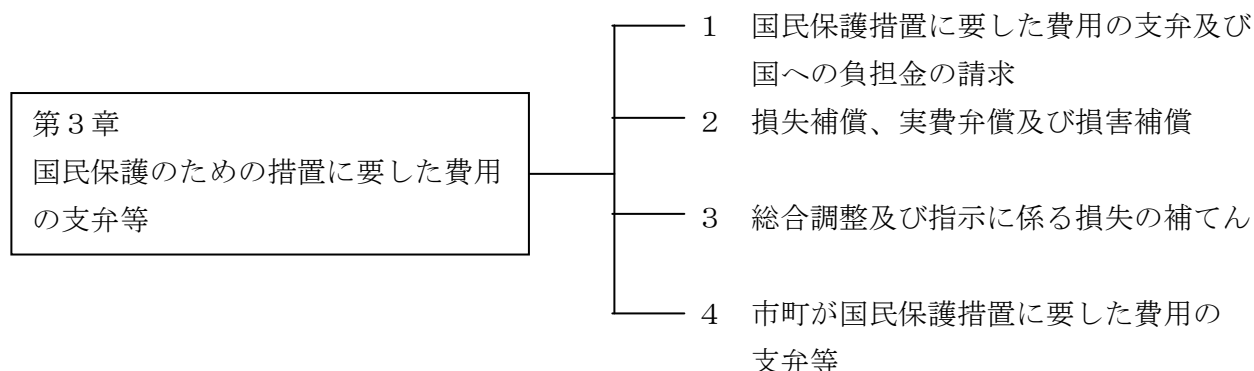 第３章
国民保護のための措置に要した費用
の支弁等
１　国民保護措置に要した費用の支弁及び
国への負担金の請求
２　損失補償、実費弁償及び損害補償
３　総合調整及び指示に係る損失の補てん
４　市町が国民保護措置に要した費用の
支弁等